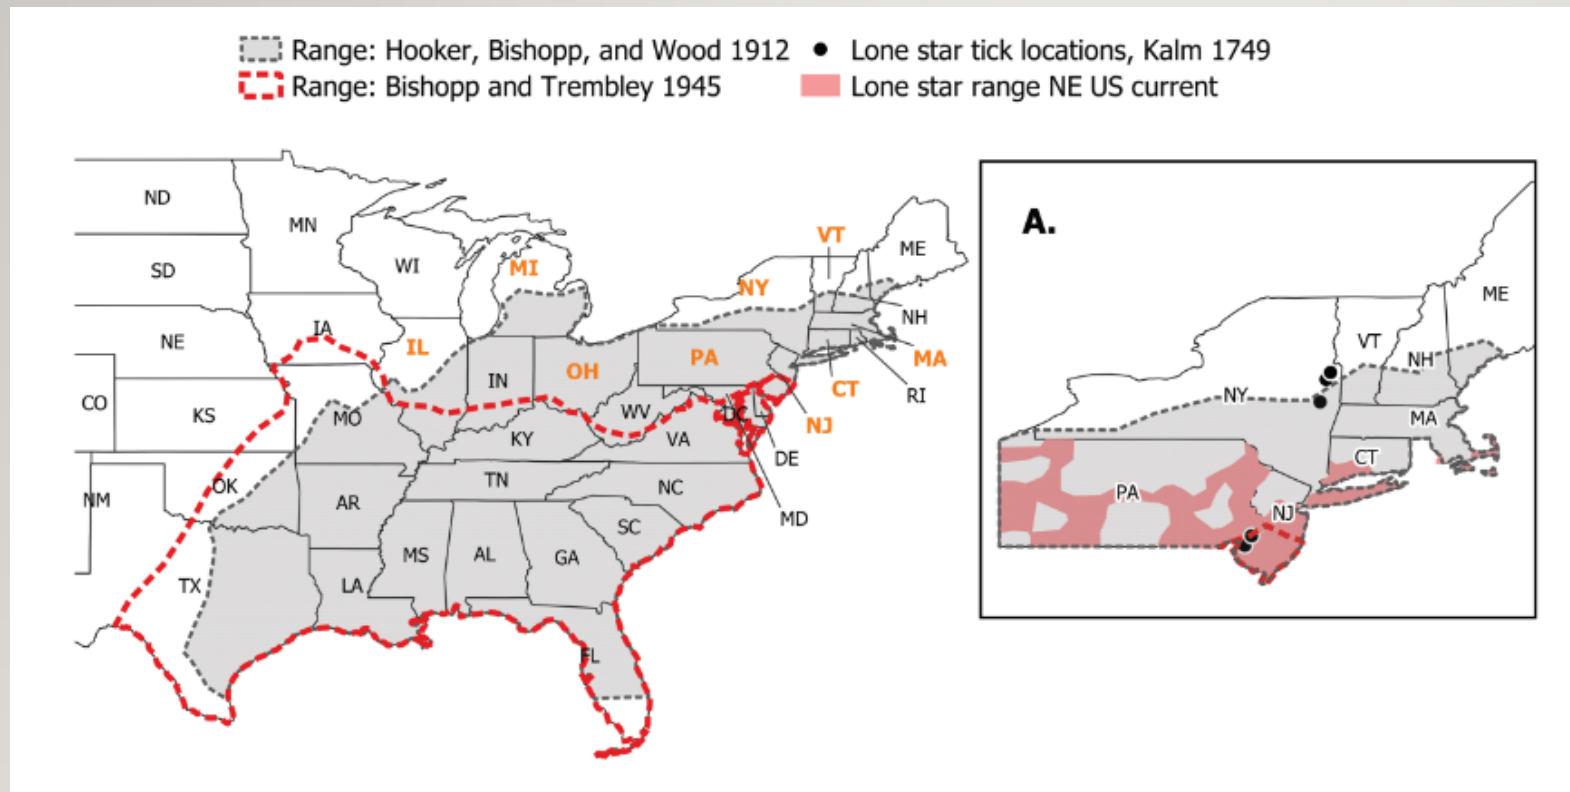 Range: Hooker, Bishopp, and Wood 1912
Lone star tick locations, Kalm 1749
Range: Bishopp and Trembley 1945
Lone star range NE US current
ND
MN
SD
WI
MI
VT
ME
NY
NE
IA
IL
NH
MA
RI
CT
IN
OH
PA
NJ
CO
KS
MO
WV
DC
VA
DE
KY
MD
NM
OK
TN
NC
AR
SC
TX
MS
AL
GA
LA
FL
A.
ME
VT
NH
NY
MA
CT
PA
NJ